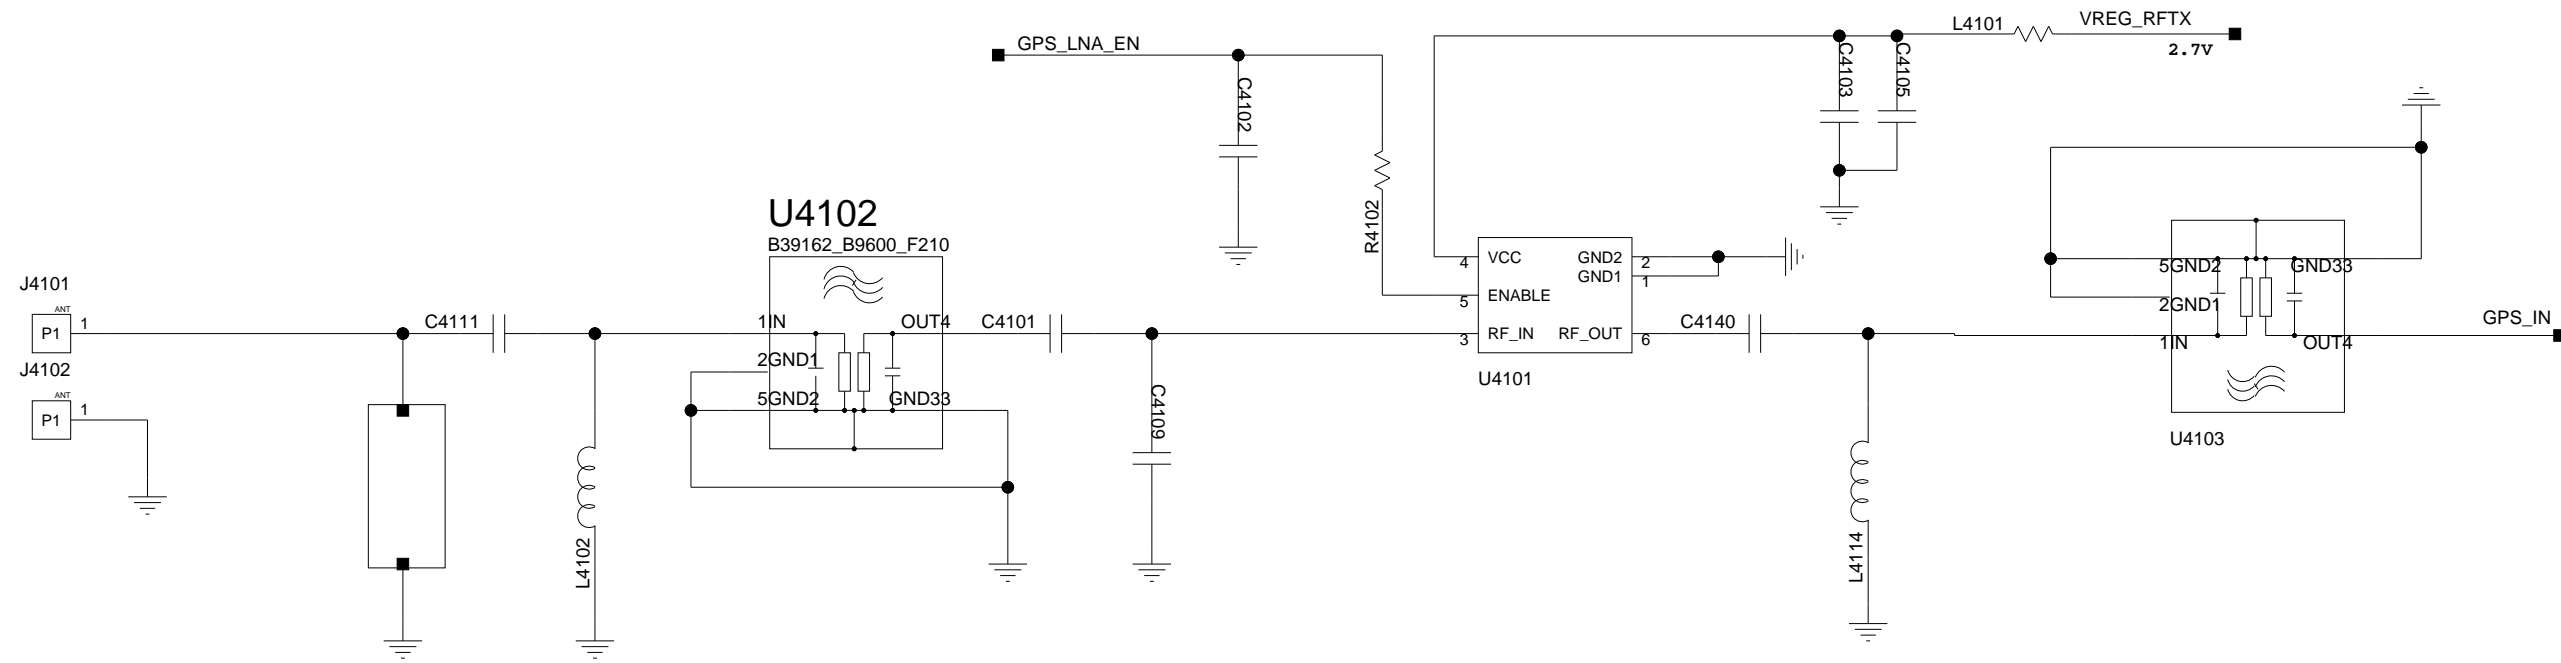 L4101
VREG_RFTX
2.7V
GPS_LNA_EN
C4102
C4103
C4105
R4102
U4102
B39162_B9600_F210
J4101
ANT
P1
1
C4111
1IN
OUT4
2GND1
5GND2
GND33
C4101
4
VCC
GND2
2
GND1
1
5
ENABLE
3
RF_IN
RF_OUT
6
U4101
C4140
5GND2
GND33
2GND1
1IN
OUT4
U4103
GPS_IN
J4102
ANT
P1
1
C4109
L4102
L4114